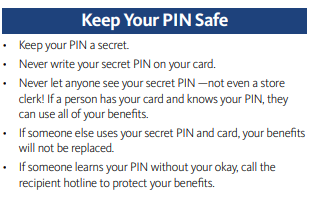 Keep Your PIN Safe
• Keep your PIN a secret.
• Never write your secret PIN on your card.
• Never let anyone see your secret PIN —not even a store
clerk! If a person has your card and knows your PIN, they
can use all of your benefits.
• If someone else uses your secret PIN and card, your benefits
will not be replaced.
• If someone learns your PIN without your okay, call the
recipient hotline to protect your benefits.